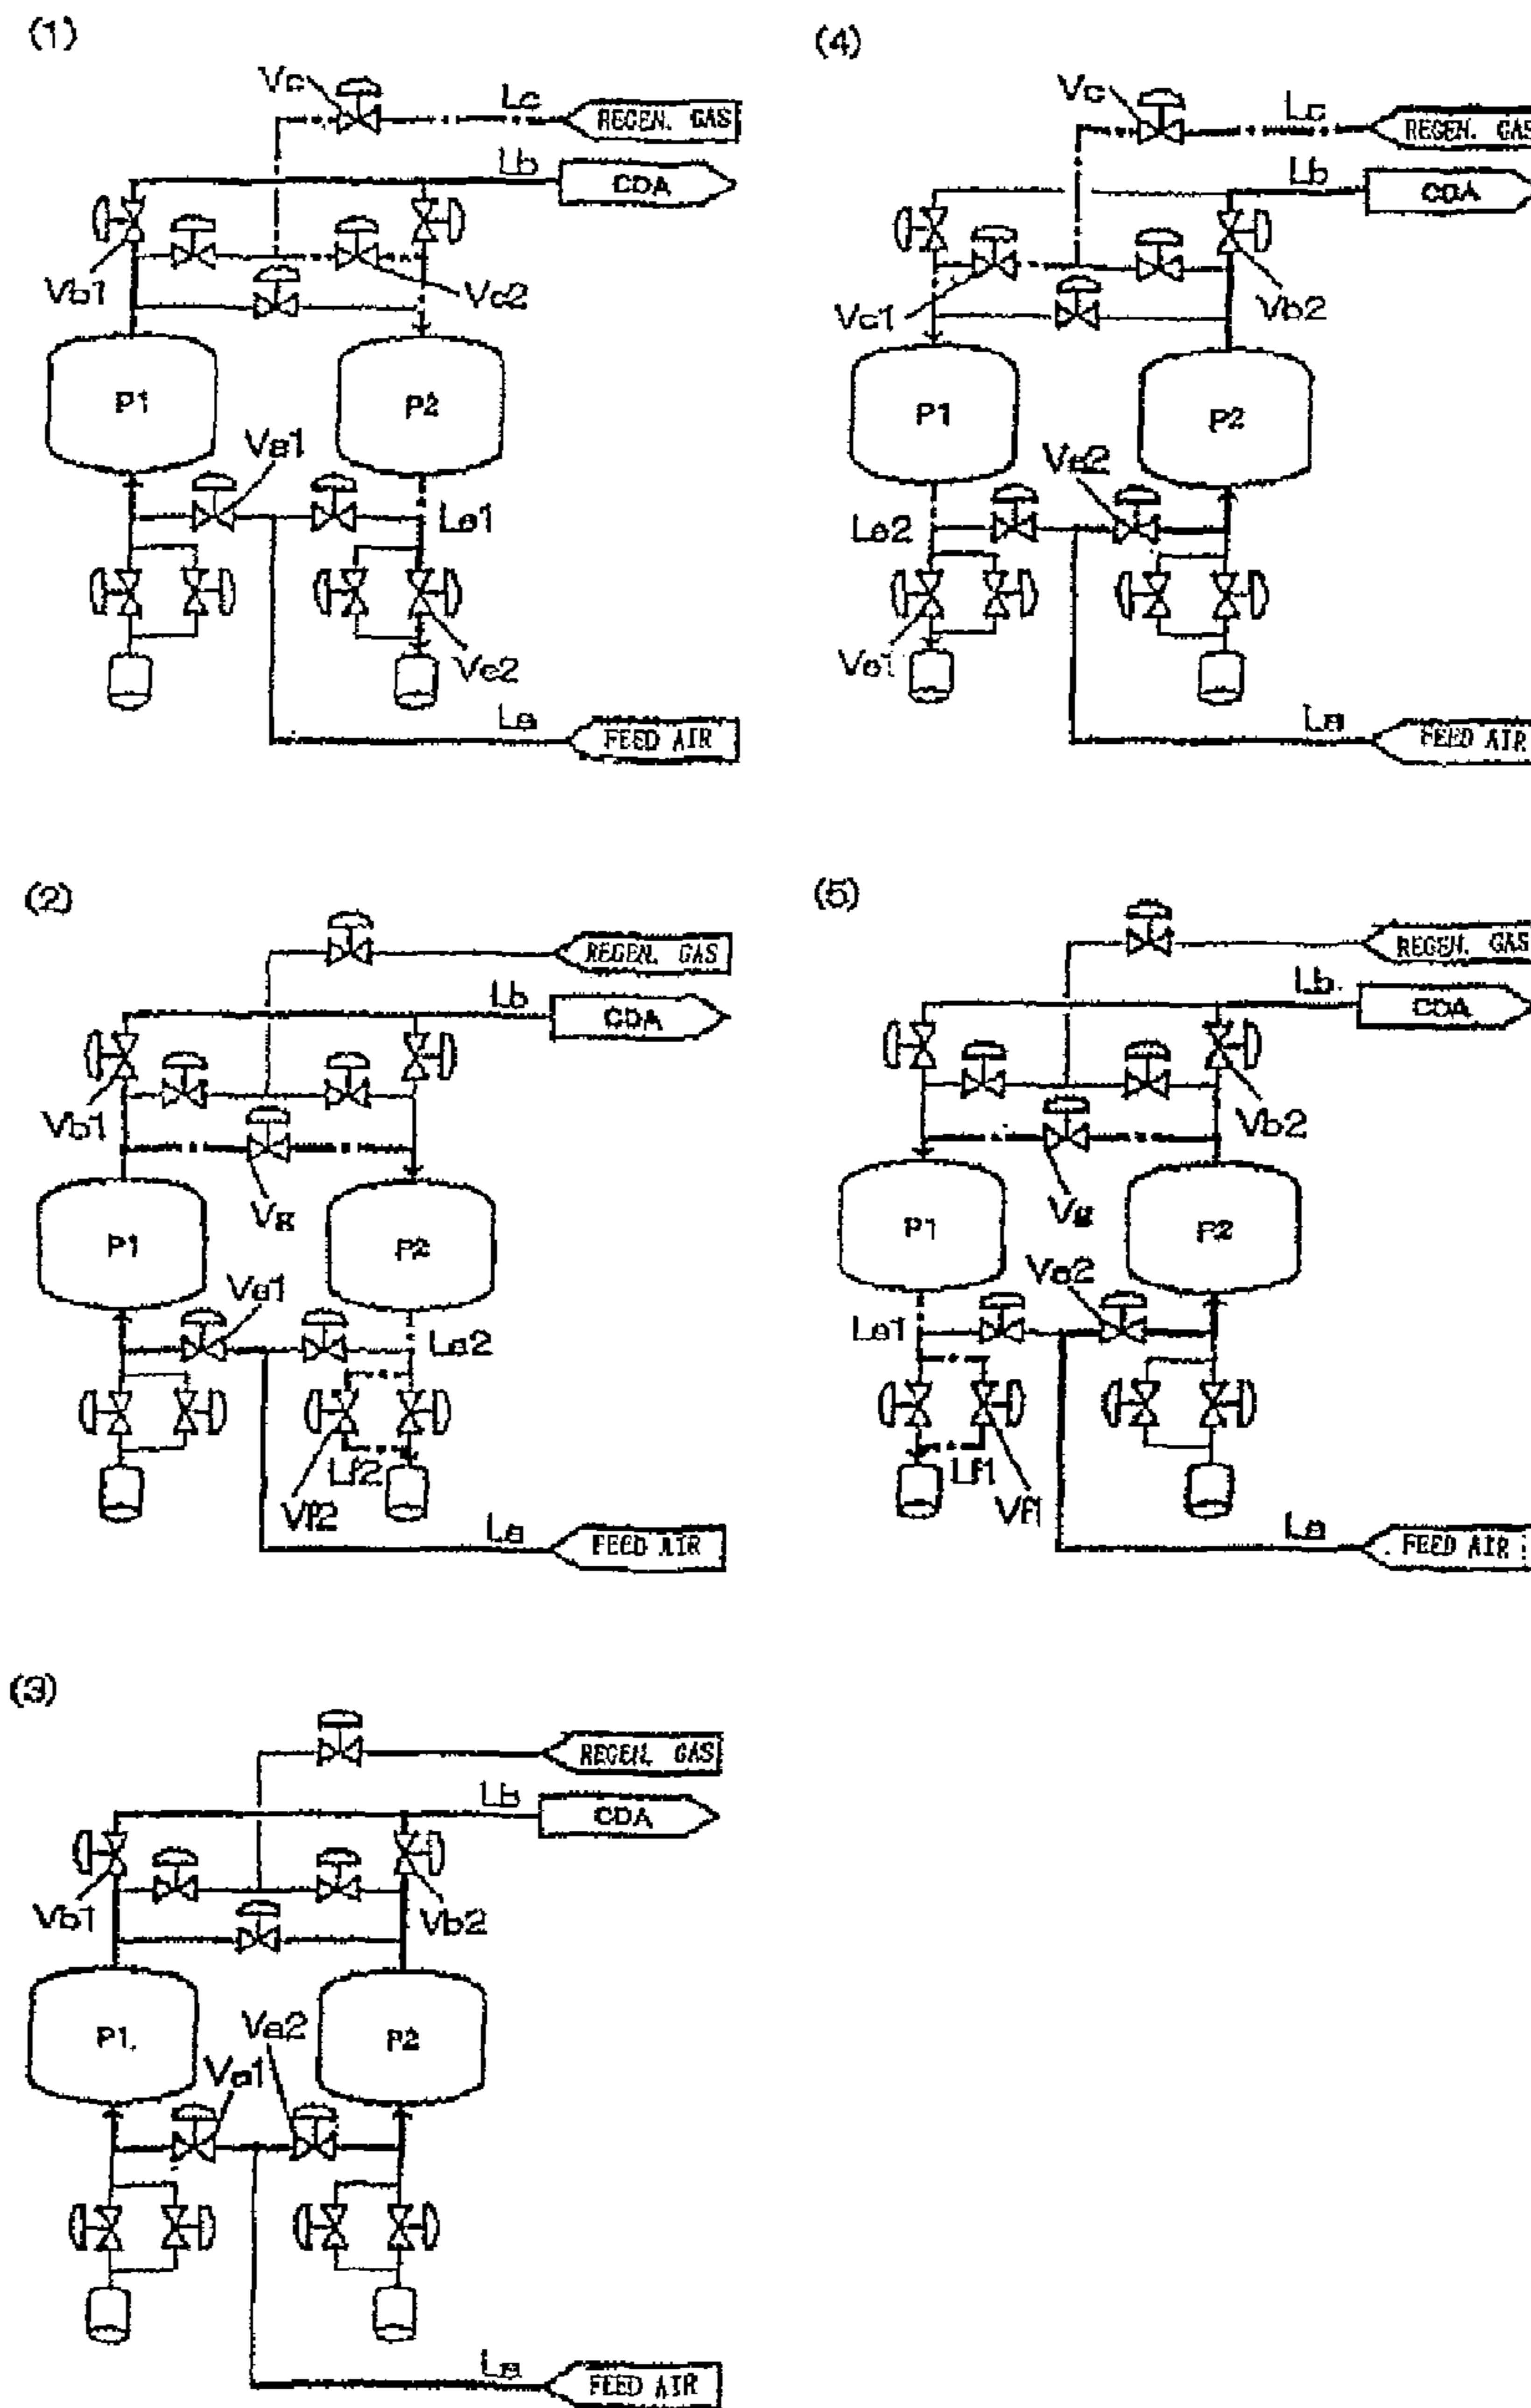 (1)
Vc
Lc
REGEN. GAS
Lb
CDA
Vb1
Vc2
P1
P2
Va1
Le1
Ve2
La
FEED AIR
(4)
Vc
Lc
REGEN. GAS
Lb
CDA
Vc1
Vb2
P1
P2
Va2
Le2
Ve1
La
FEED AIR
(2)
REGEN. GAS
Lb
CDA
Vb1
Vg
P1
P2
Va1
Le2
Lf2
Vf2
La
FEED AIR
(5)
REGEN. GAS
Lb
CDA
Vb2
Vg
P1
P2
Va2
Le1
Lf1
Vf1
La
FEED AIR
(3)
REGEN. GAS
Lb
CDA
Vb1
Vb2
P1
P2
Va2
Va1
La
FEED AIR